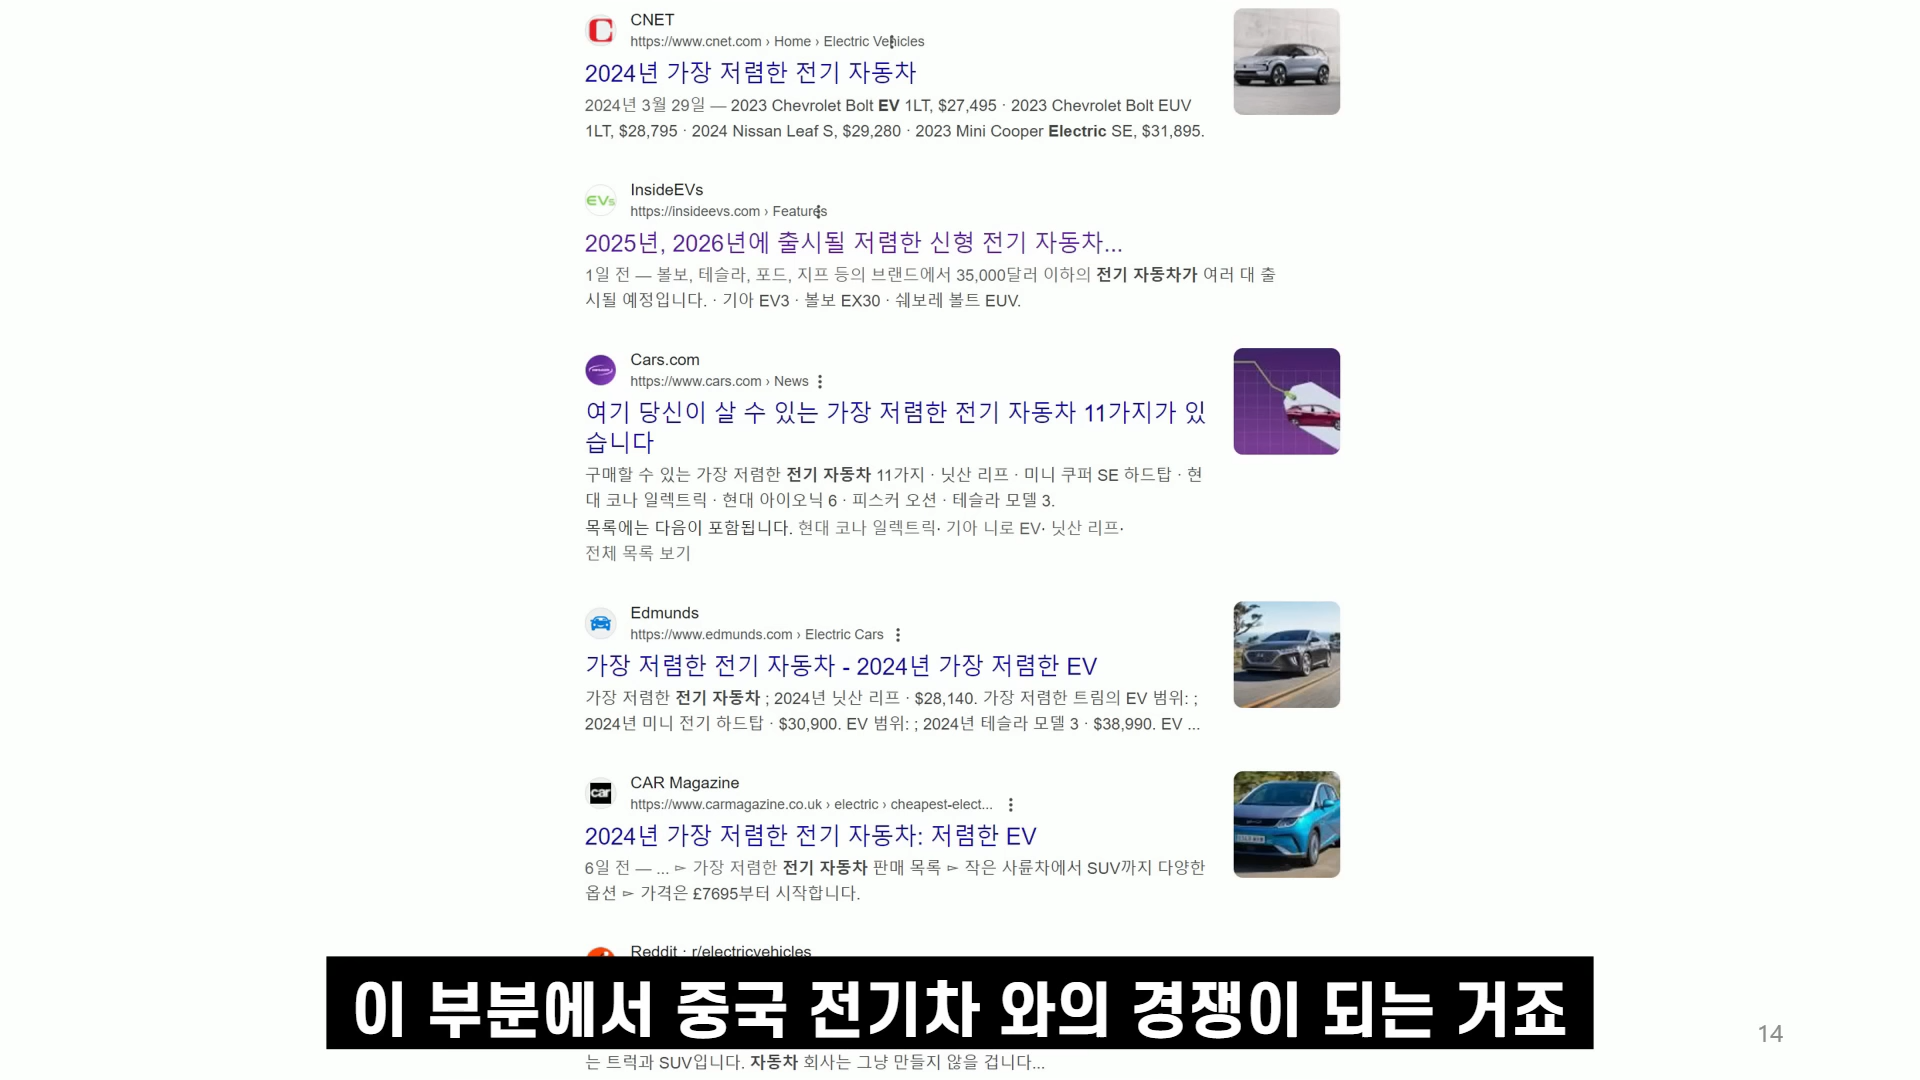 CNET
https://www.cnet.com › Home › Electric Vehicles
2024년 가장 저렴한 전기 자동차
2024년 3월 29일 — 2023 Chevrolet Bolt EV 1LT, $27,495 · 2023 Chevrolet Bolt EUV
1LT, $28,795 · 2024 Nissan Leaf S, $29,280 · 2023 Mini Cooper Electric SE, $31,895.
EVs
InsideEVs
https://insideevs.com › Features
2025년, 2026년에 출시될 저렴한 신형 전기 자동차...
1일 전 — 볼보, 테슬라, 포드, 지프 등의 브랜드에서 35,000달러 이하의 전기 자동차가 여러 대 출
시될 예정입니다. · 기아 EV3 · 볼보 EX30 · 쉐보레 볼트 EUV.
Cars.com
https://www.cars.com › News
여기 당신이 살 수 있는 가장 저렴한 전기 자동차 11가지가 있
습니다
구매할 수 있는 가장 저렴한 전기 자동차 11가지 · 닛산 리프 · 미니 쿠퍼 SE 하드탑 · 현
대 코나 일렉트릭 · 현대 아이오닉 6 · 피스커 오션 · 테슬라 모델 3.
목록에는 다음이 포함됩니다. 현대 코나 일렉트릭· 기아 니로 EV· 닛산 리프·
전체 목록 보기
Edmunds
https://www.edmunds.com › Electric Cars
가장 저렴한 전기 자동차 - 2024년 가장 저렴한 EV
가장 저렴한 전기 자동차 ; 2024년 닛산 리프 · $28,140. 가장 저렴한 트림의 EV 범위: ;
2024년 미니 전기 하드탑 · $30,900. EV 범위: ; 2024년 테슬라 모델 3 · $38,990. EV ...
car
CAR Magazine
https://www.carmagazine.co.uk › electric › cheapest-elect...
2024년 가장 저렴한 전기 자동차: 저렴한 EV
6일 전 — ... ► 가장 저렴한 전기 자동차 판매 목록 ► 작은 사륜차에서 SUV까지 다양한
옵션 ► 가격은 £7695부터 시작합니다.
Reddit · r/electricvehicles
이 부분에서 중국 전기차 와의 경쟁이 되는 거죠
14
는 트럭과 SUV입니다. 자동차 회사는 그냥 만들지 않을 겁니다...